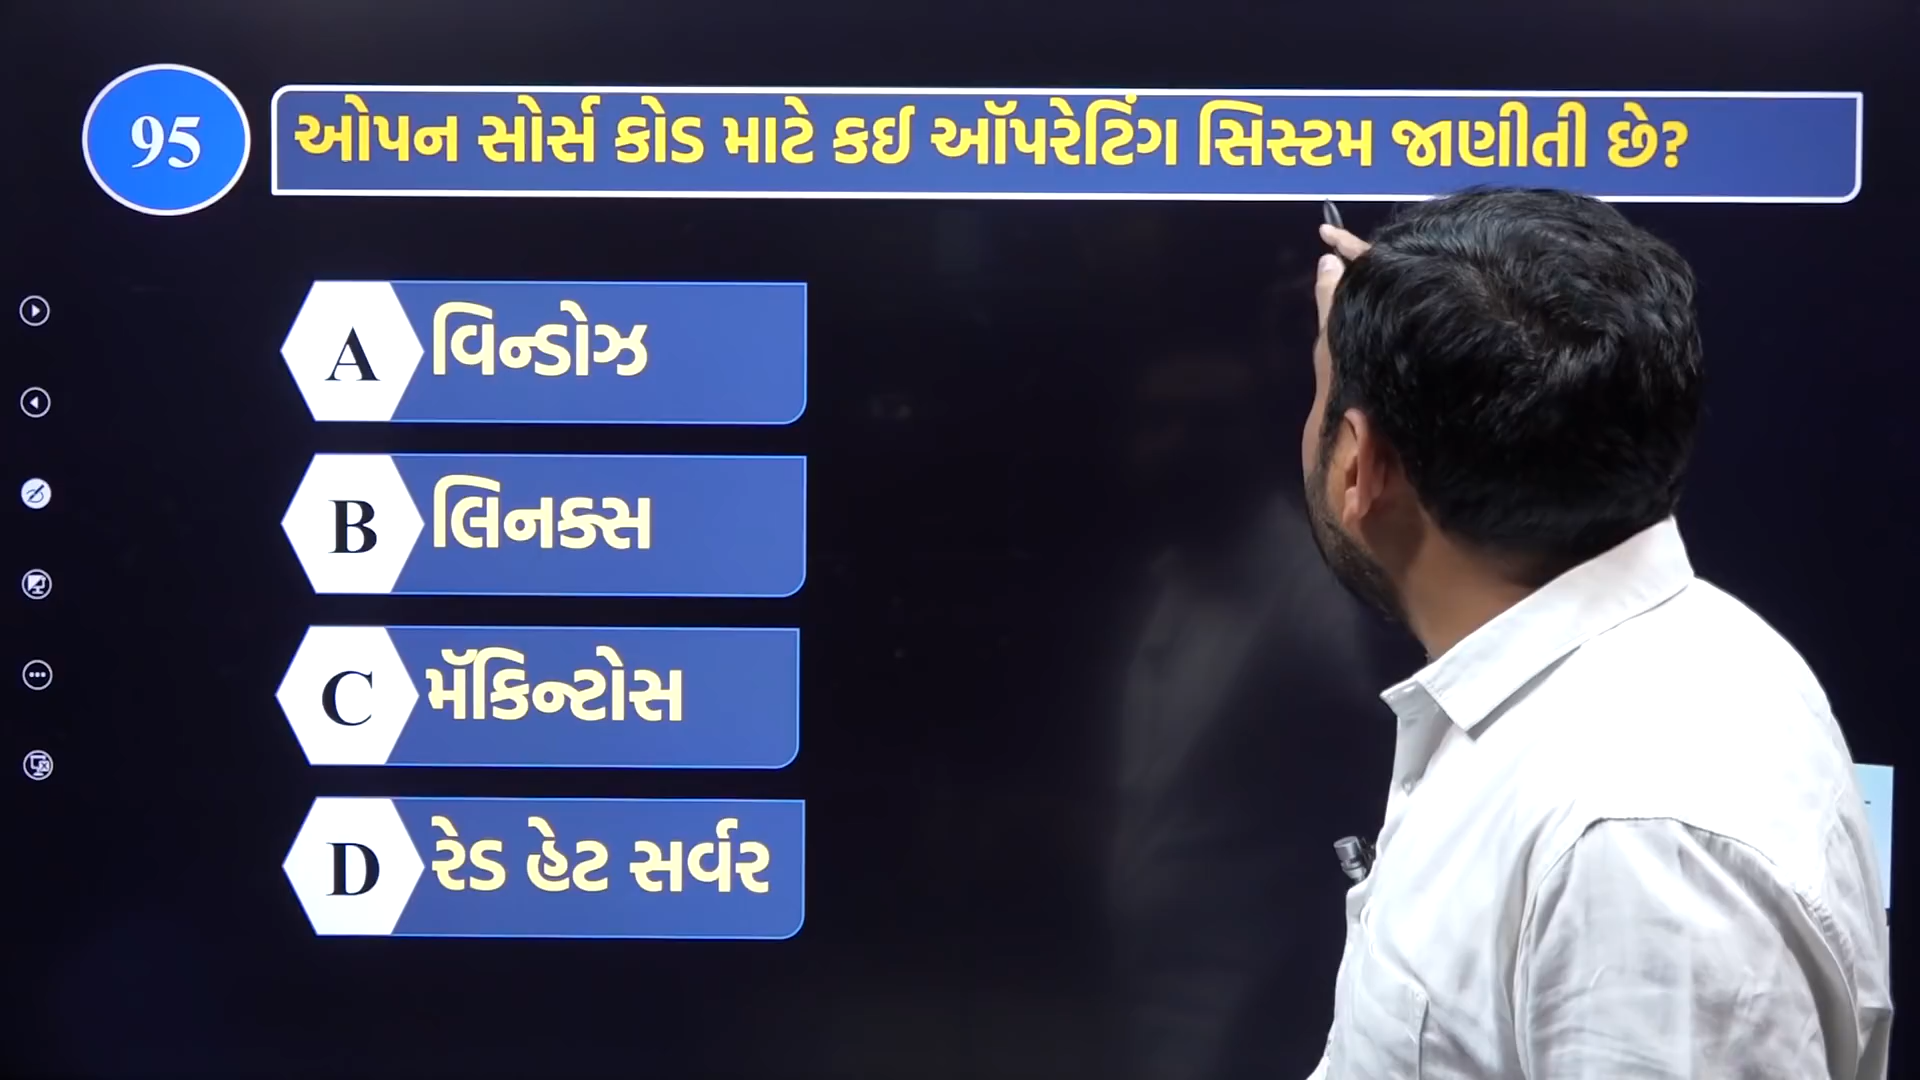 95
ઓપન સોર્સ કોડ માટે કઈ ઑપરેટિંગ સિસ્ટમ જાણીતી છે?
A વિન્ડોઝ
B લિનક્સ
C મૅકિન્ટોસ
D રેડ હેટ સર્વર